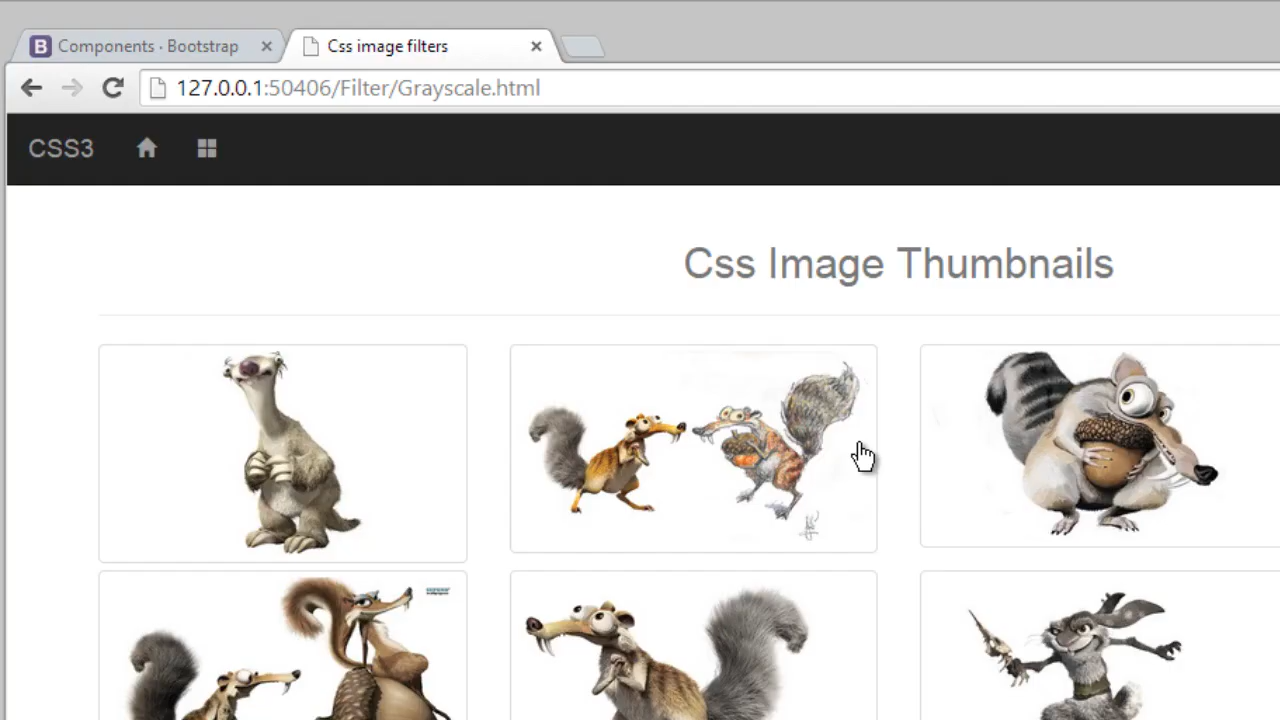 Components · Bootstrap
Css image filters
127.0.0.1:50406/Filter/Grayscale.html
CSS3
Css Image Thumbnails